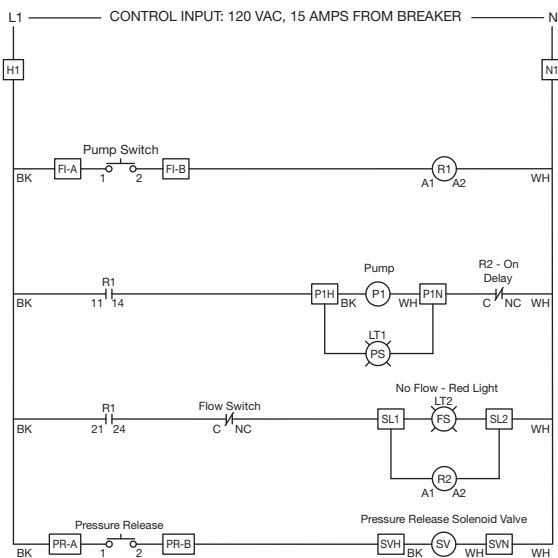 L1 CONTROL INPUT: 120 VAC, 15 AMPS FROM BREAKER N
H1 N1
Pump Switch
FI-A FI-B R1
BK 1 2 A1 A2 WH
R2 - On
Pump Delay
R1 P1H BK P1 WH P1N
BK 11 14 C NC WH
LT1
PS
No Flow - Red Light
R1 Flow Switch LT2
SL1 FS SL2
BK 21 24 C NC WH
R2
A1 A2
Pressure Release Pressure Release Solenoid Valve
PR-A PR-B SVH SV SVN
BK 1 2 BK WH WH